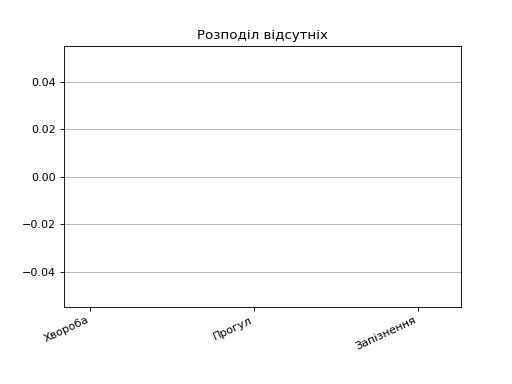 Розподіл відсутніх
0.04
0.02
0.00
−0.02
−0.04
Хвороба
Прогул
Запізнення